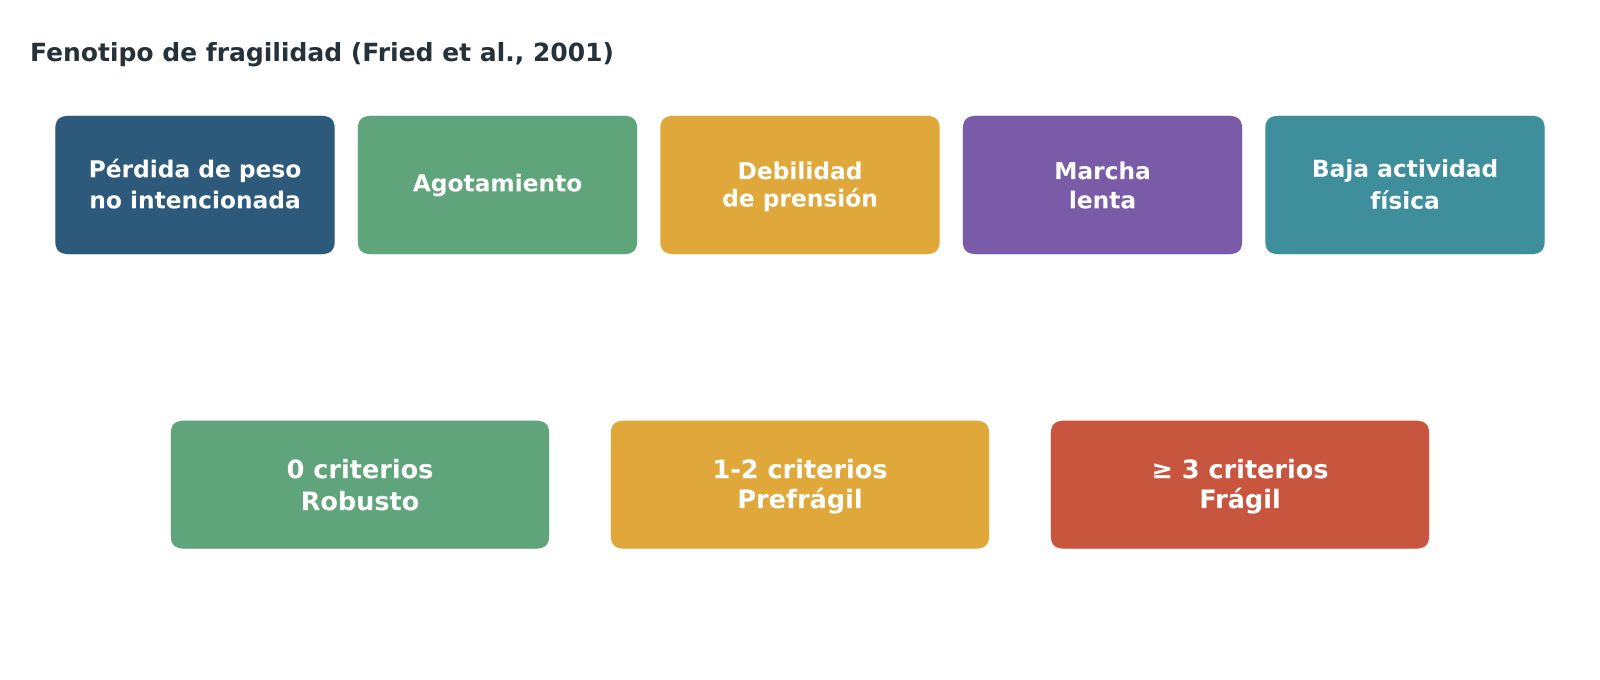 Fenotipo de fragilidad (Fried et al., 2001)
Pérdida de peso
no intencionada
Agotamiento
Debilidad
de prensión
Marcha
lenta
Baja actividad
física
0 criterios
Robusto
1-2 criterios
Prefrágil
≥ 3 criterios
Frágil